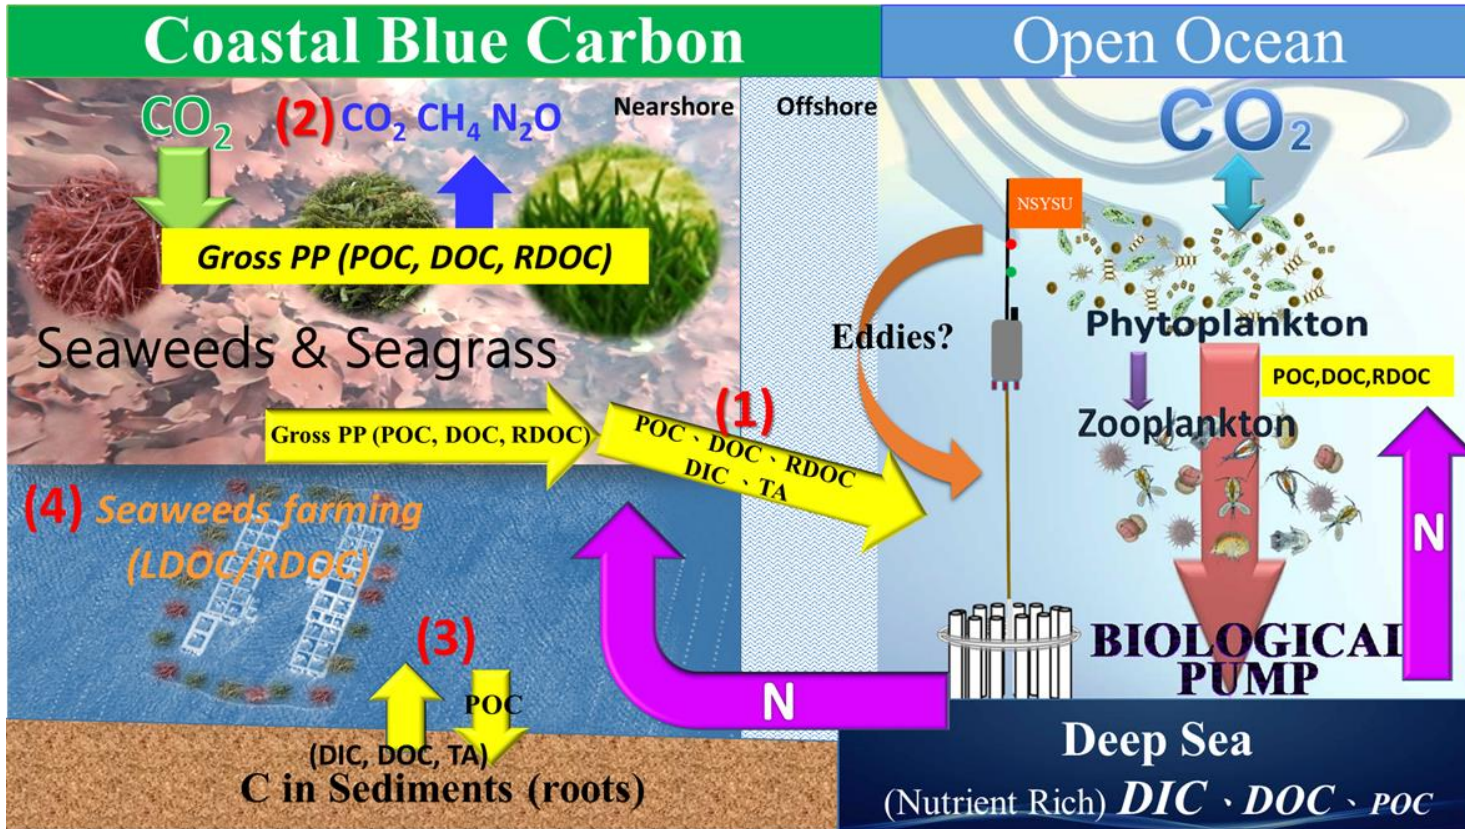 Coastal Blue Carbon
Open Ocean
CO₂
(2) CO₂ CH₄ N₂O
Nearshore
Offshore
CO₂
NSYSU
Gross PP (POC, DOC, RDOC)
Seaweeds & Seagrass
Eddies?
Phytoplankton
POC,DOC,RDOC
Zooplankton
Gross PP (POC, DOC, RDOC)
(1)
POC、DOC、RDOC
DIC、TA
(4) Seaweeds farming
(LDOC/RDOC)
N
(3)
POC
BIOLOGICAL
PUMP
N
(DIC, DOC, TA)
C in Sediments (roots)
Deep Sea
(Nutrient Rich) DIC、DOC、POC